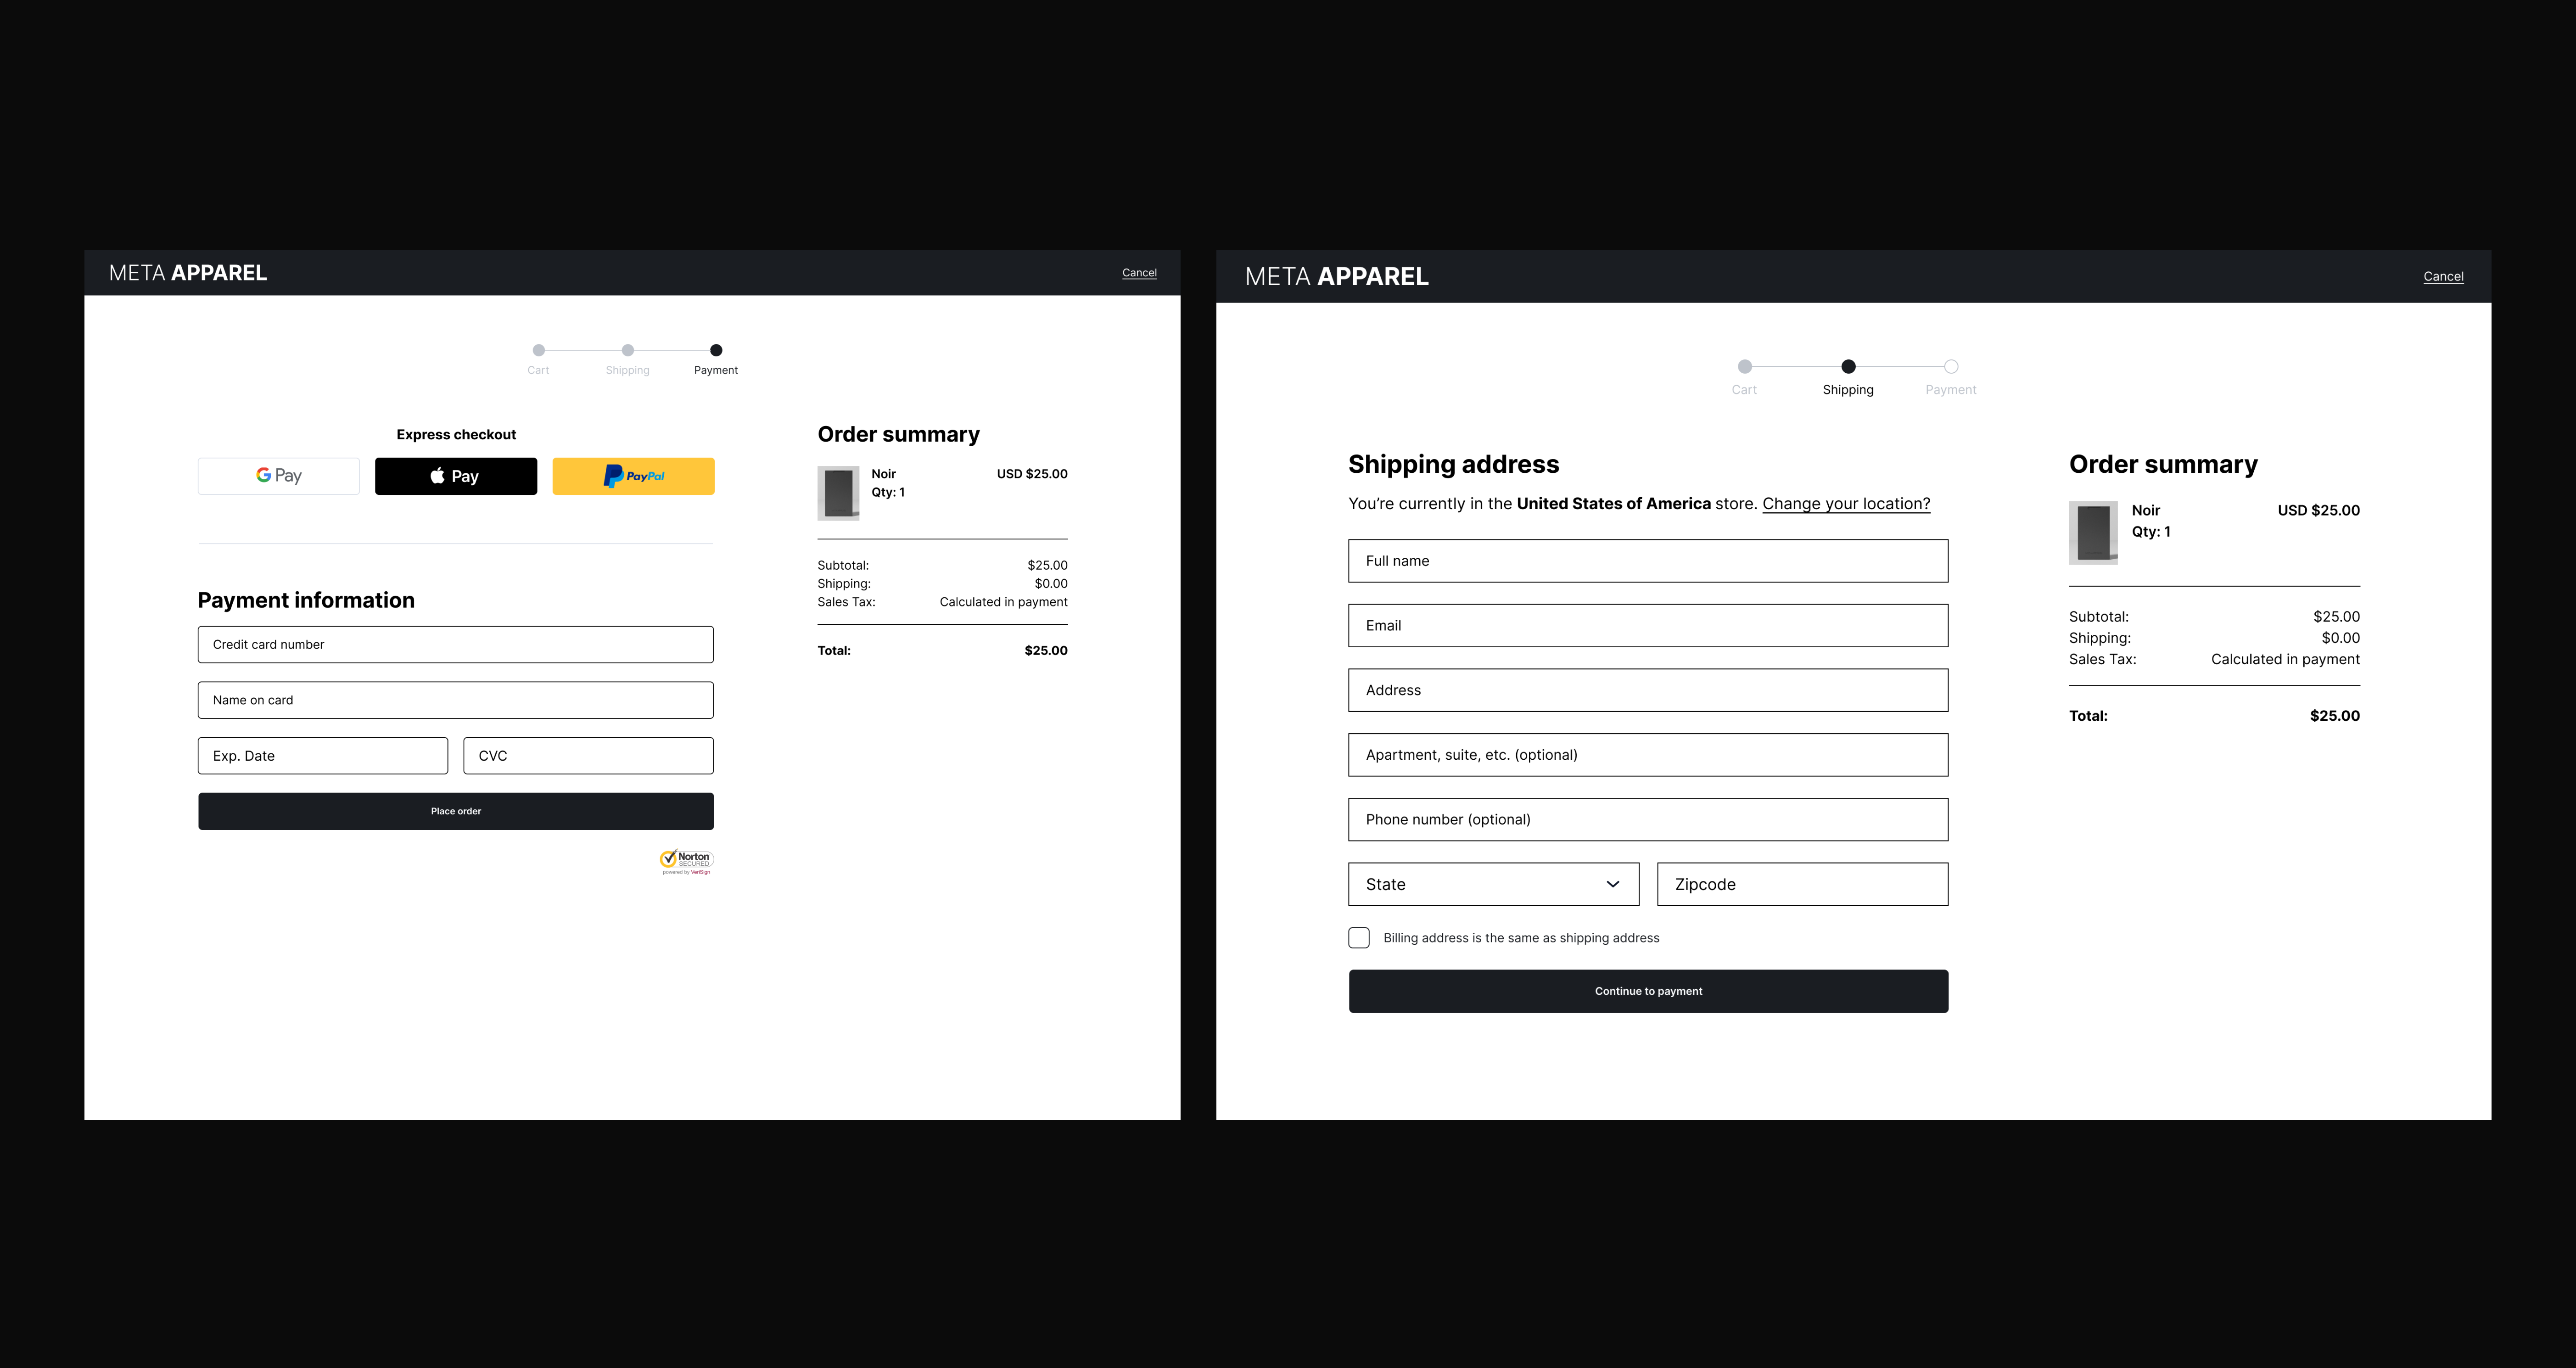 META APPAREL
Cancel
Cart
Shipping
Payment
Express checkout
G Pay
Pay
PayPal
Payment information
Credit card number
Name on card
Exp. Date
CVC
Place order
Norton
SECURED
powered by VeriSign
Order summary
Noir
USD $25.00
Qty: 1
Subtotal: $25.00
Shipping: $0.00
Sales Tax: Calculated in payment
Total: $25.00
META APPAREL
Cancel
Cart
Shipping
Payment
Shipping address
You’re currently in the United States of America store. Change your location?
Full name
Email
Address
Apartment, suite, etc. (optional)
Phone number (optional)
State
Zipcode
Billing address is the same as shipping address
Continue to payment
Order summary
Noir
USD $25.00
Qty: 1
Subtotal: $25.00
Shipping: $0.00
Sales Tax: Calculated in payment
Total: $25.00